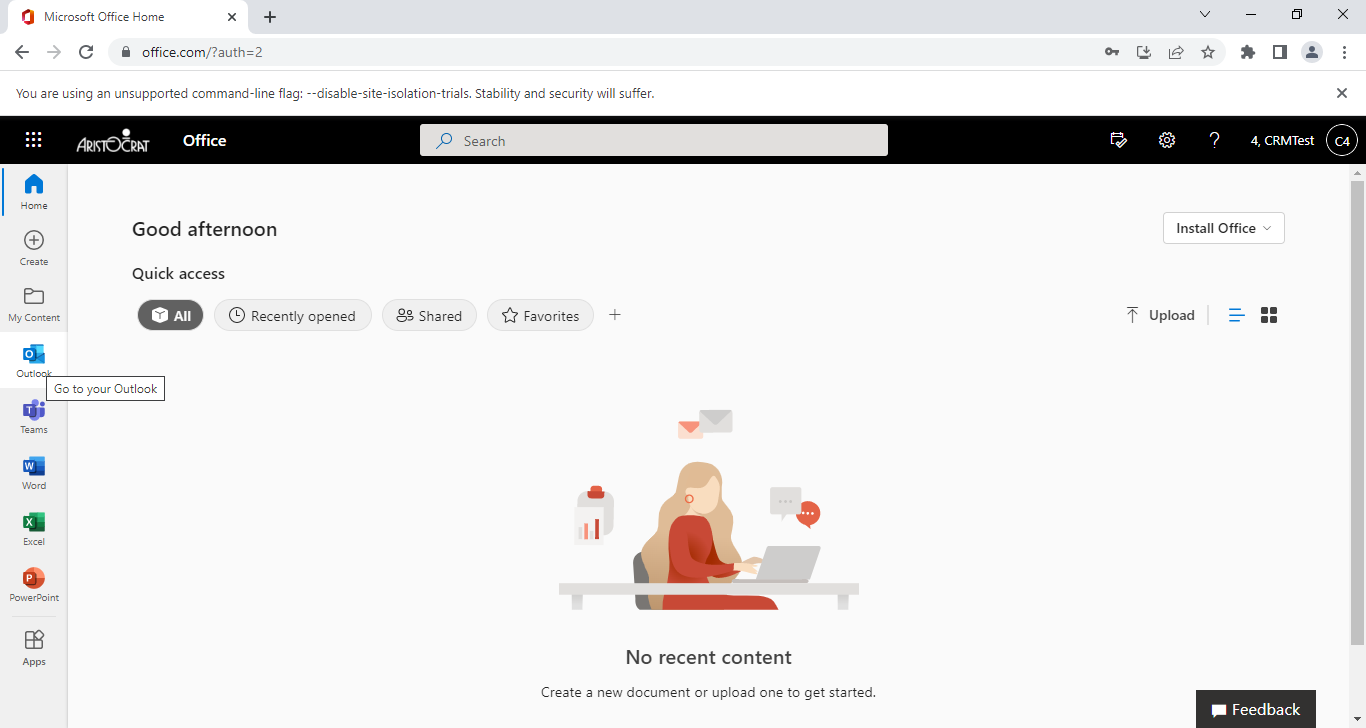 Microsoft Office Home
office.com/?auth=2
You are using an unsupported command-line flag: --disable-site-isolation-trials. Stability and security will suffer.
ARISTOCRAT
Office
Search
4, CRMTest
C4
Home
Create
My Content
Outlook
Go to your Outlook
Teams
Word
Excel
PowerPoint
Apps
Good afternoon
Install Office
Quick access
All
Recently opened
Shared
Favorites
Upload
No recent content
Create a new document or upload one to get started.
Feedback